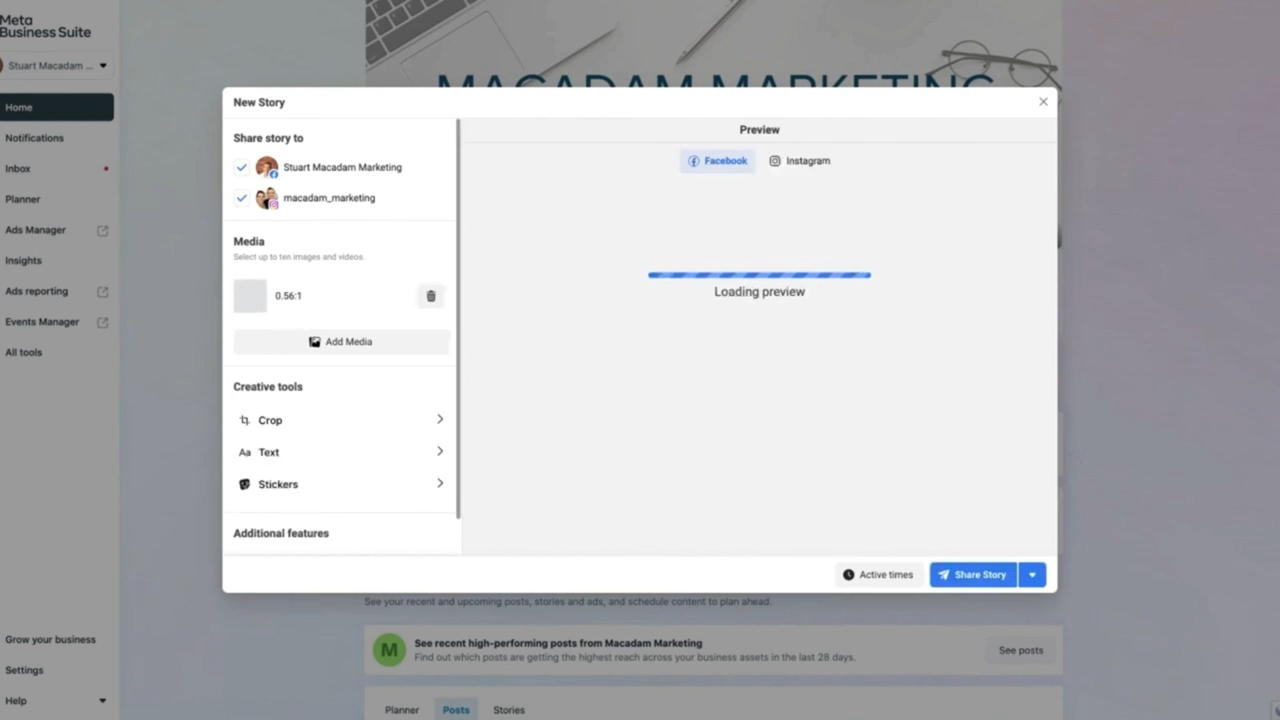 Meta
Business Suite
Stuart Macadam ...
Home
Notifications
Inbox
Planner
Ads Manager
Insights
Ads reporting
Events Manager
All tools
Grow your business
Settings
Help
MACADAM MARKETING
New Story
Share story to
Stuart Macadam Marketing
macadam_marketing
Media
Select up to ten images and videos.
0.56:1
Add Media
Creative tools
Crop
Aa Text
Stickers
Additional features
Preview
Facebook
Instagram
Loading preview
Active times
Share Story
See your recent and upcoming posts, stories and ads, and schedule content to plan ahead.
M
See recent high-performing posts from Macadam Marketing
Find out which posts are getting the highest reach across your business assets in the last 28 days.
See posts
Planner
Posts
Stories